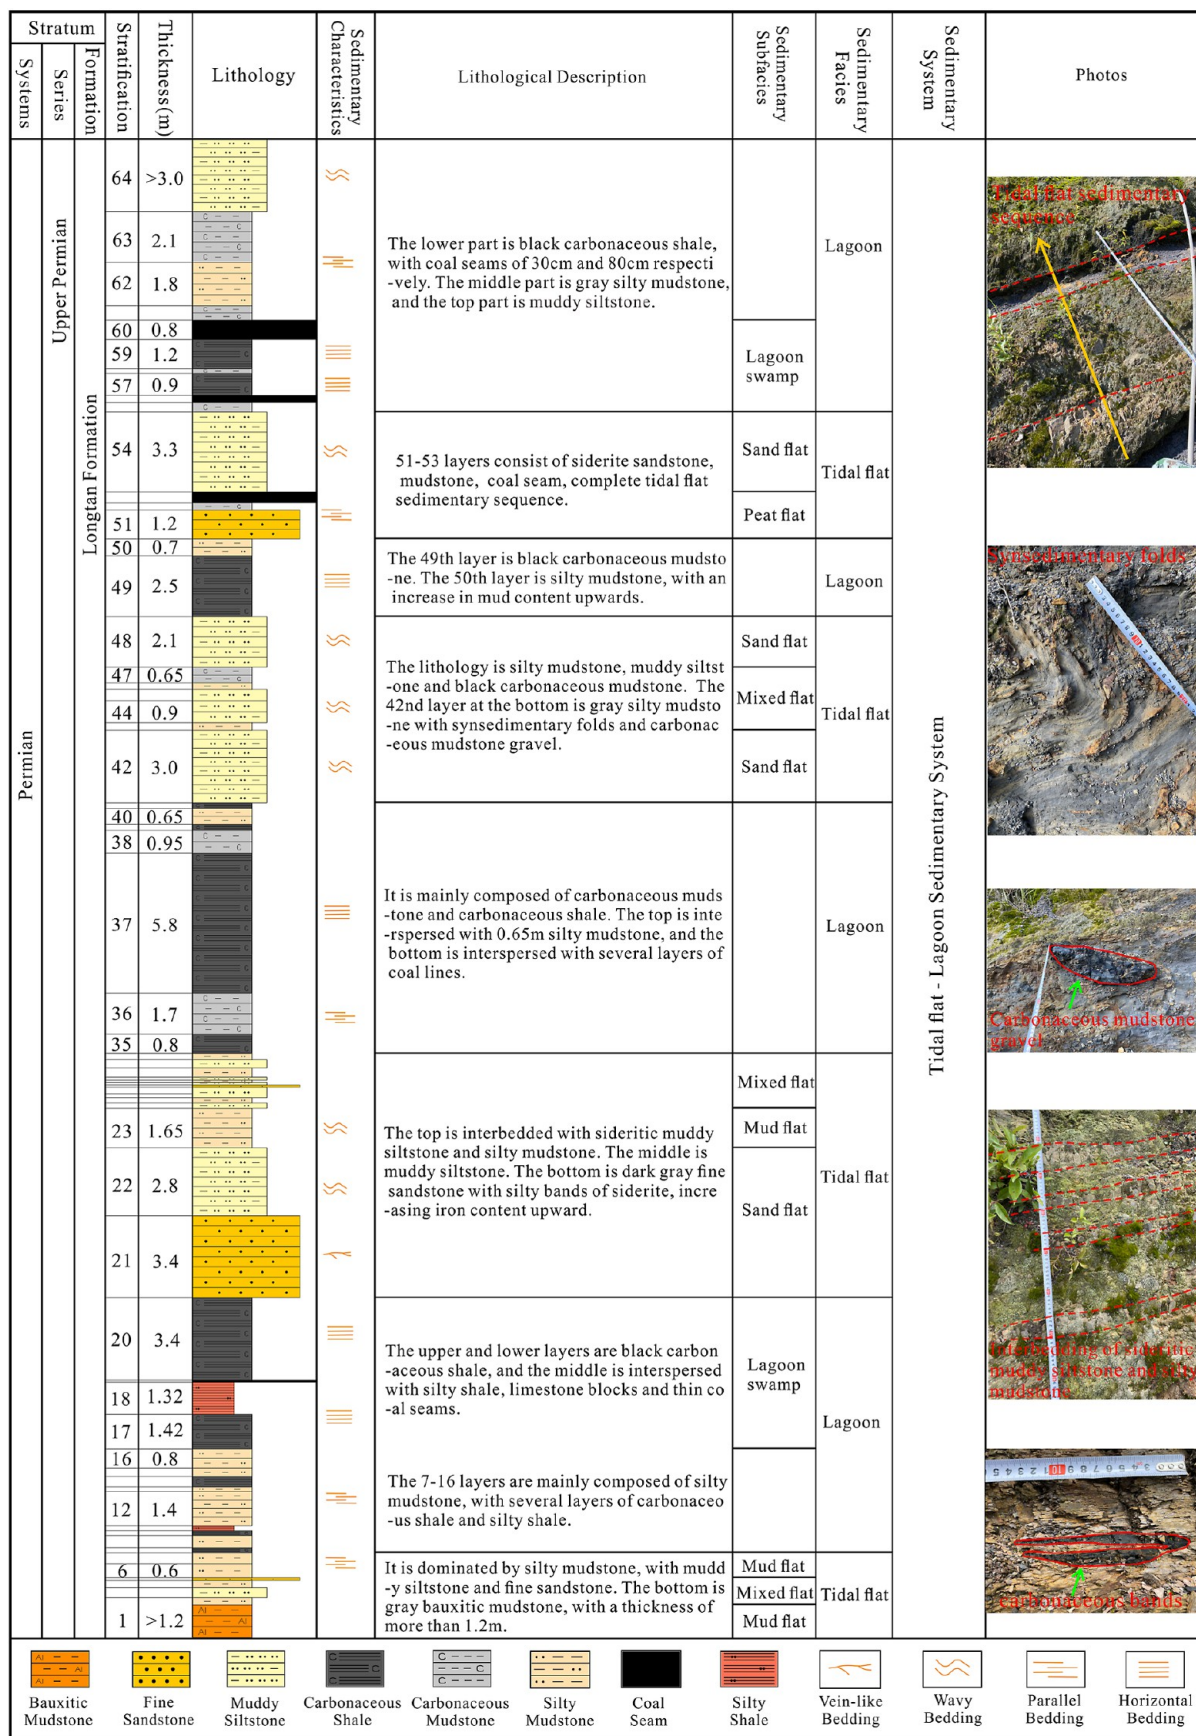 Stratum
Systems
Series
Formation
Stratification
Thickness(m)
Lithology
Sedimentary
Characteristics
Lithological Description
Sedimentary
Subfacies
Sedimentary
Facies
Sedimentary
System
Photos
Permian
Upper Permian
Longtan Formation
64 >3.0
63 2.1
62 1.8
60 0.8
59 1.2
57 0.9
54 3.3
51 1.2
50 0.7
49 2.5
48 2.1
47 0.65
44 0.9
42 3.0
40 0.65
38 0.95
37 5.8
36 1.7
35 0.8
23 1.65
22 2.8
21 3.4
20 3.4
18 1.32
17 1.42
16 0.8
12 1.4
6 0.6
1 >1.2
The lower part is black carbonaceous shale,
with coal seams of 30cm and 80cm respecti
-vely. The middle part is gray silty mudstone,
and the top part is muddy siltstone.
Lagoon
swamp
Lagoon
51-53 layers consist of siderite sandstone,
mudstone, coal seam, complete tidal flat
sedimentary sequence.
Sand flat
Peat flat
Tidal flat
The 49th layer is black carbonaceous mudsto
-ne. The 50th layer is silty mudstone, with an
increase in mud content upwards.
Lagoon
The lithology is silty mudstone, muddy siltst
-one and black carbonaceous mudstone. The
42nd layer at the bottom is gray silty mudsto
-ne with synsedimentary folds and carbonac
-eous mudstone gravel.
Sand flat
Mixed flat
Sand flat
Tidal flat
It is mainly composed of carbonaceous muds
-tone and carbonaceous shale. The top is inte
-rspersed with 0.65m silty mudstone, and the
bottom is interspersed with several layers of
coal lines.
Lagoon
The top is interbedded with sideritic muddy
siltstone and silty mudstone. The middle is
muddy siltstone. The bottom is dark gray fine
sandstone with silty bands of siderite, incre
-asing iron content upward.
Mixed flat
Mud flat
Sand flat
Tidal flat
The upper and lower layers are black carbon
-aceous shale, and the middle is interspersed
with silty shale, limestone blocks and thin co
-al seams.
Lagoon
swamp
Lagoon
The 7-16 layers are mainly composed of silty
mudstone, with several layers of carbonaceo
-us shale and silty shale.
It is dominated by silty mudstone, with mudd
-y siltstone and fine sandstone. The bottom is
gray bauxitic mudstone, with a thickness of
more than 1.2m.
Mud flat
Mixed flat
Mud flat
Tidal flat
Tidal flat - Lagoon Sedimentary System
Tidal flat sedimentary
sequence
Synsedimentary folds
Carbonaceous mudstone
gravel
Interbedding of sideritic
muddy siltstone and silty
mudstone
carbonaceous bands
Bauxitic
Mudstone
Fine
Sandstone
Muddy
Siltstone
Carbonaceous
Shale
Carbonaceous
Mudstone
Silty
Mudstone
Coal
Seam
Silty
Shale
Vein-like
Bedding
Wavy
Bedding
Parallel
Bedding
Horizontal
Bedding